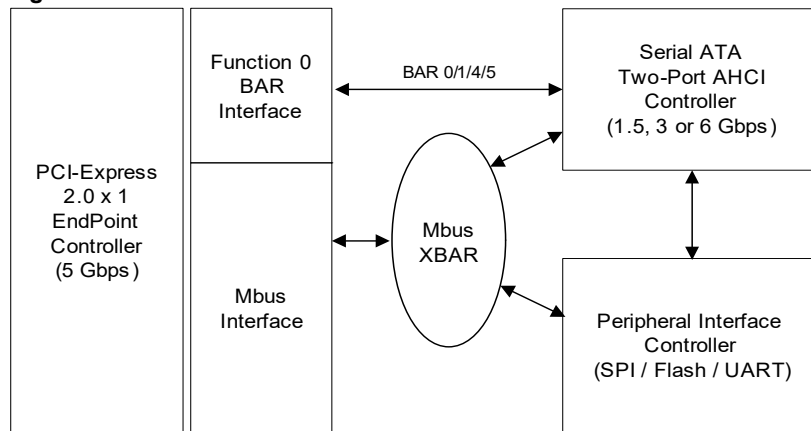 PCI-Express
2.0 x 1
EndPoint
Controller
(5 Gbps)
Function 0
BAR
Interface
Mbus
Interface
BAR 0/1/4/5
Mbus
XBAR
Serial ATA
Two-Port AHCI
Controller
(1.5, 3 or 6 Gbps)
Peripheral Interface
Controller
(SPI / Flash / UART)